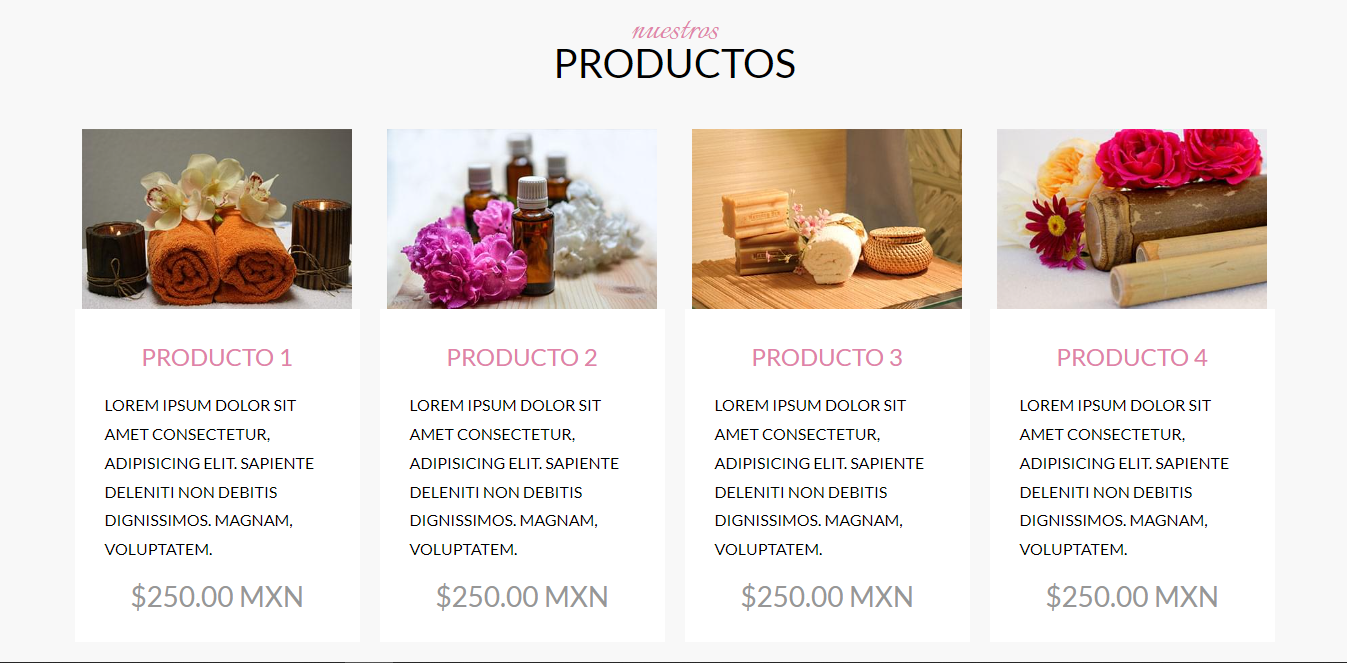 nuestros
PRODUCTOS
PRODUCTO 1
LOREM IPSUM DOLOR SIT
AMET CONSECTETUR,
ADIPISICING ELIT. SAPIENTE
DELENITI NON DEBITIS
DIGNISSIMOS. MAGNAM,
VOLUPTATEM.
$250.00 MXN
PRODUCTO 2
LOREM IPSUM DOLOR SIT
AMET CONSECTETUR,
ADIPISICING ELIT. SAPIENTE
DELENITI NON DEBITIS
DIGNISSIMOS. MAGNAM,
VOLUPTATEM.
$250.00 MXN
PRODUCTO 3
LOREM IPSUM DOLOR SIT
AMET CONSECTETUR,
ADIPISICING ELIT. SAPIENTE
DELENITI NON DEBITIS
DIGNISSIMOS. MAGNAM,
VOLUPTATEM.
$250.00 MXN
PRODUCTO 4
LOREM IPSUM DOLOR SIT
AMET CONSECTETUR,
ADIPISICING ELIT. SAPIENTE
DELENITI NON DEBITIS
DIGNISSIMOS. MAGNAM,
VOLUPTATEM.
$250.00 MXN